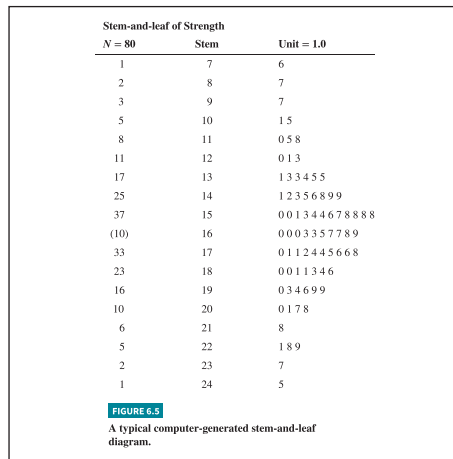 Stem-and-leaf of Strength
N = 80 Stem Unit = 1.0
1 7 6
2 8 7
3 9 7
5 10 1 5
8 11 0 5 8
11 12 0 1 3
17 13 1 3 3 4 5 5
25 14 1 2 3 5 6 8 9 9
37 15 0 0 1 3 4 4 6 7 8 8 8 8
(10) 16 0 0 0 3 3 5 7 7 8 9
33 17 0 1 1 2 4 4 5 6 6 8
23 18 0 0 1 1 3 4 6
16 19 0 3 4 6 9 9
10 20 0 1 7 8
6 21 8
5 22 1 8 9
2 23 7
1 24 5
FIGURE 6.5
A typical computer-generated stem-and-leaf
diagram.